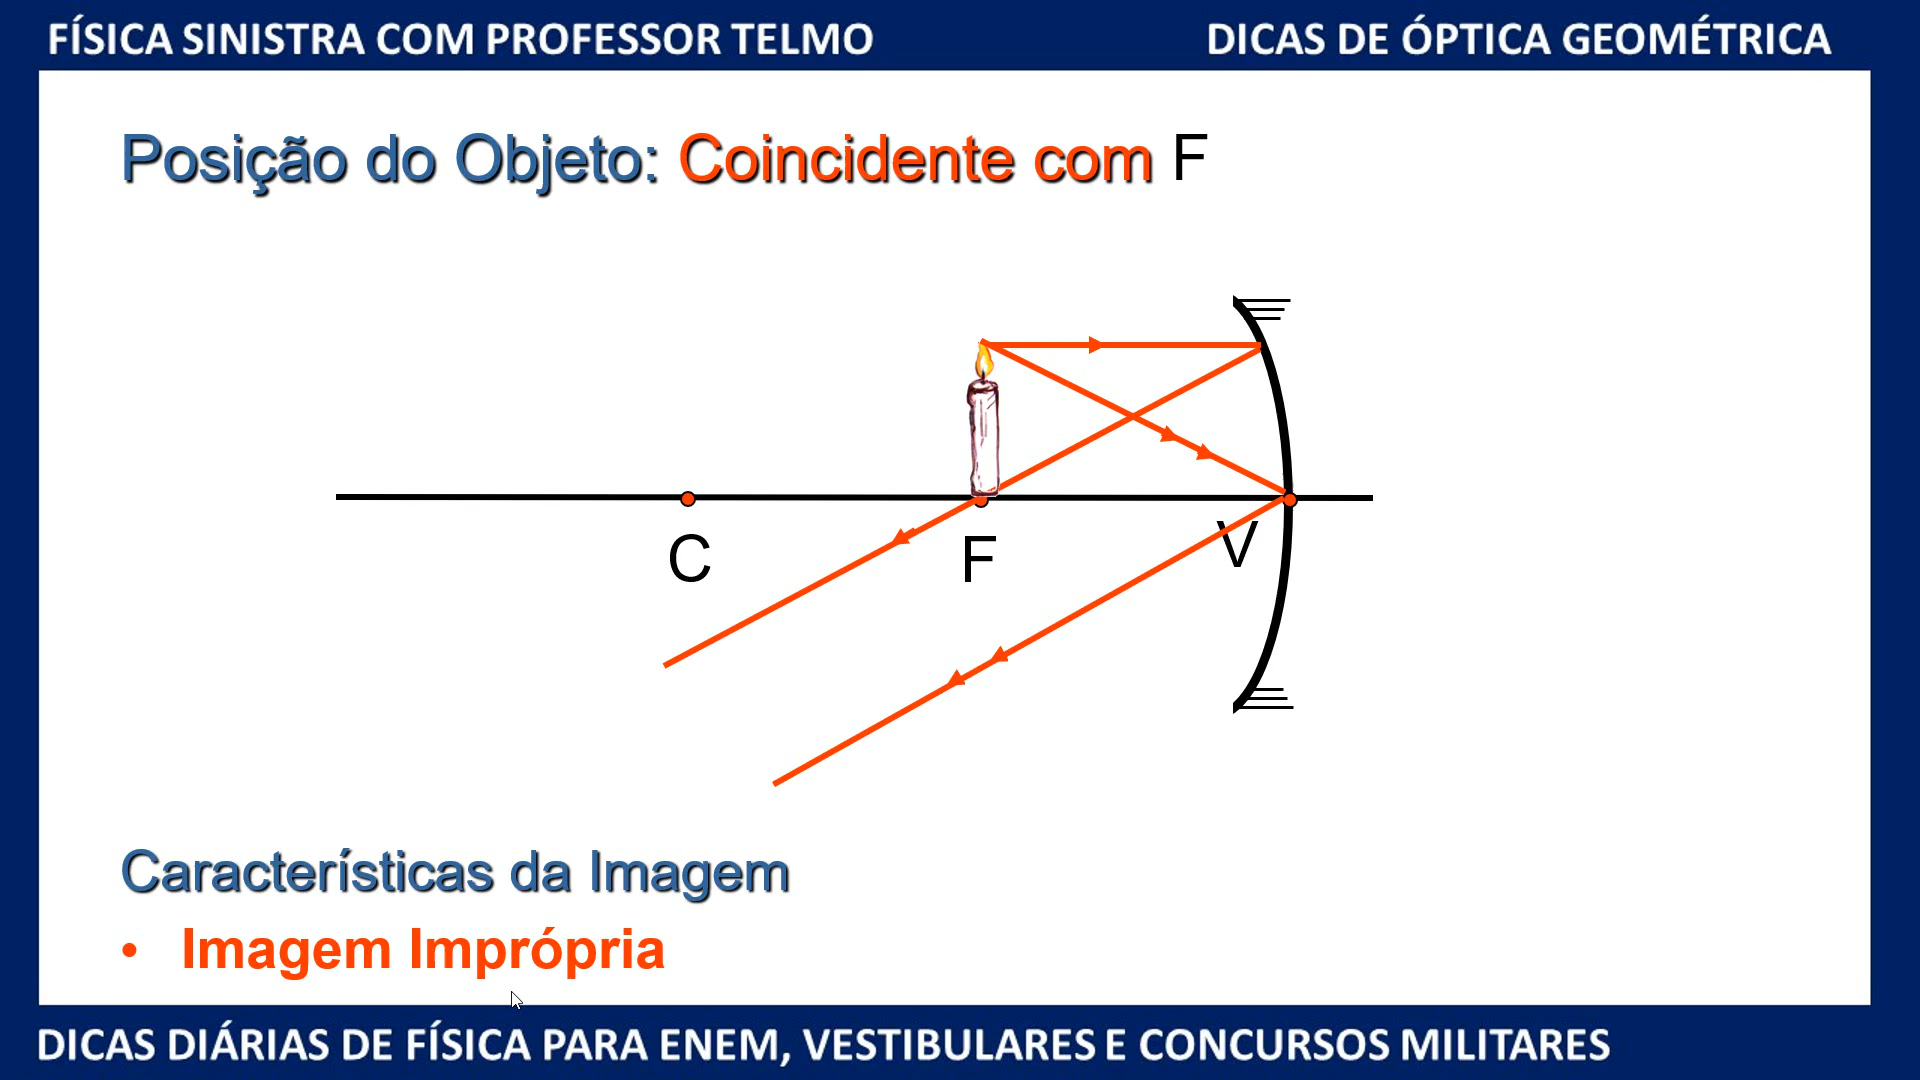 FÍSICA SINISTRA COM PROFESSOR TELMO
DICAS DE ÓPTICA GEOMÉTRICA
Posição do Objeto: Coincidente com F
C
F
V
Características da Imagem
• Imagem Imprópria
DICAS DIÁRIAS DE FÍSICA PARA ENEM, VESTIBULARES E CONCURSOS MILITARES